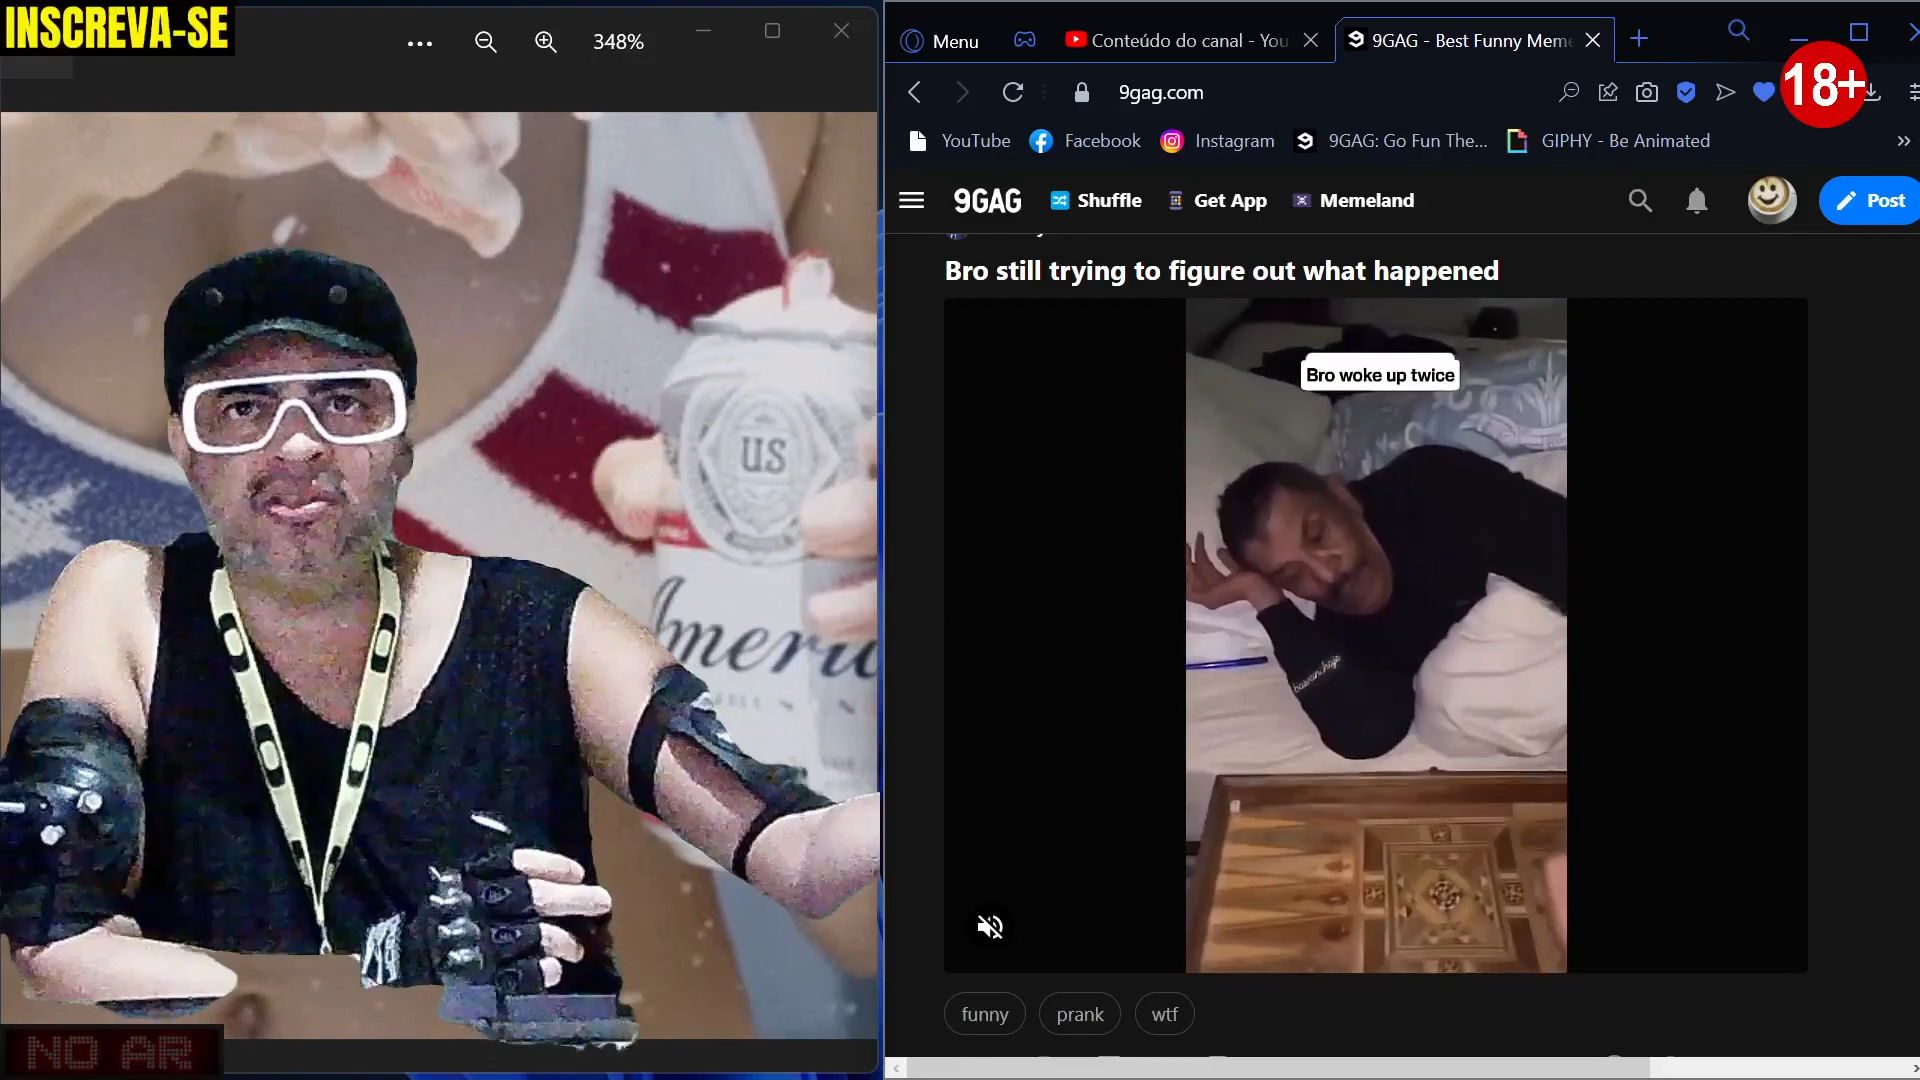 INSCREVA-SE
348%
Menu
Conteúdo do canal - You
9GAG - Best Funny Meme
9gag.com
18+
YouTube
Facebook
Instagram
9GAG: Go Fun The...
GIPHY - Be Animated
9GAG
Shuffle
Get App
Memeland
Post
Bro still trying to figure out what happened
Bro woke up twice
US
funny
prank
wtf
NO AR